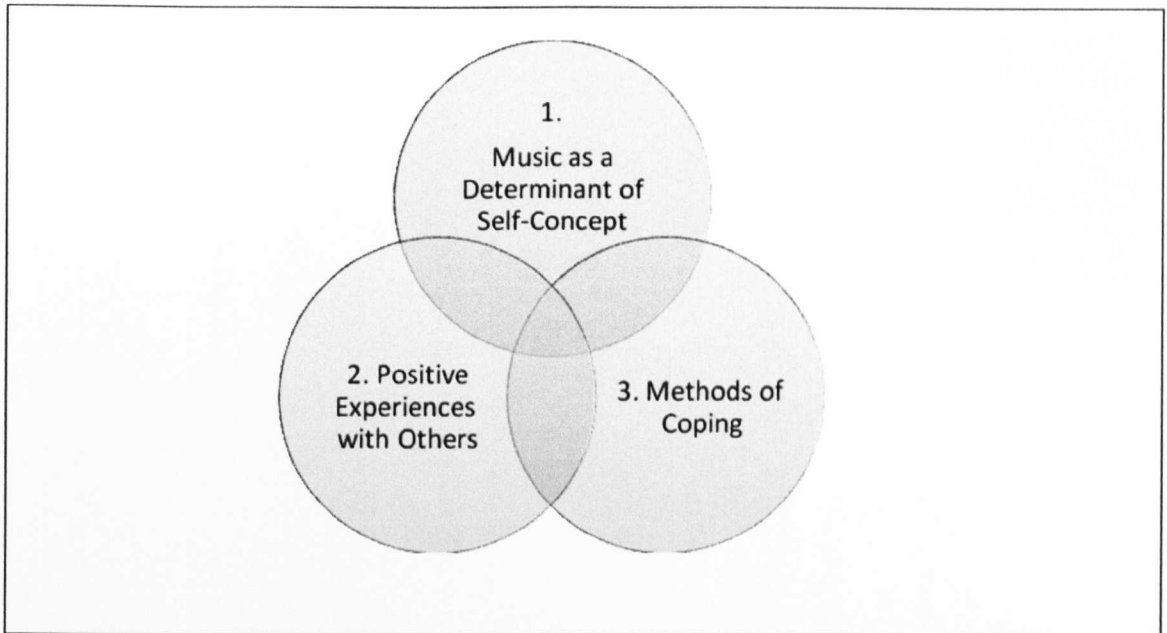 1.
Music as a
Determinant of
Self-Concept
2. Positive
Experiences
with Others
3. Methods of
Coping